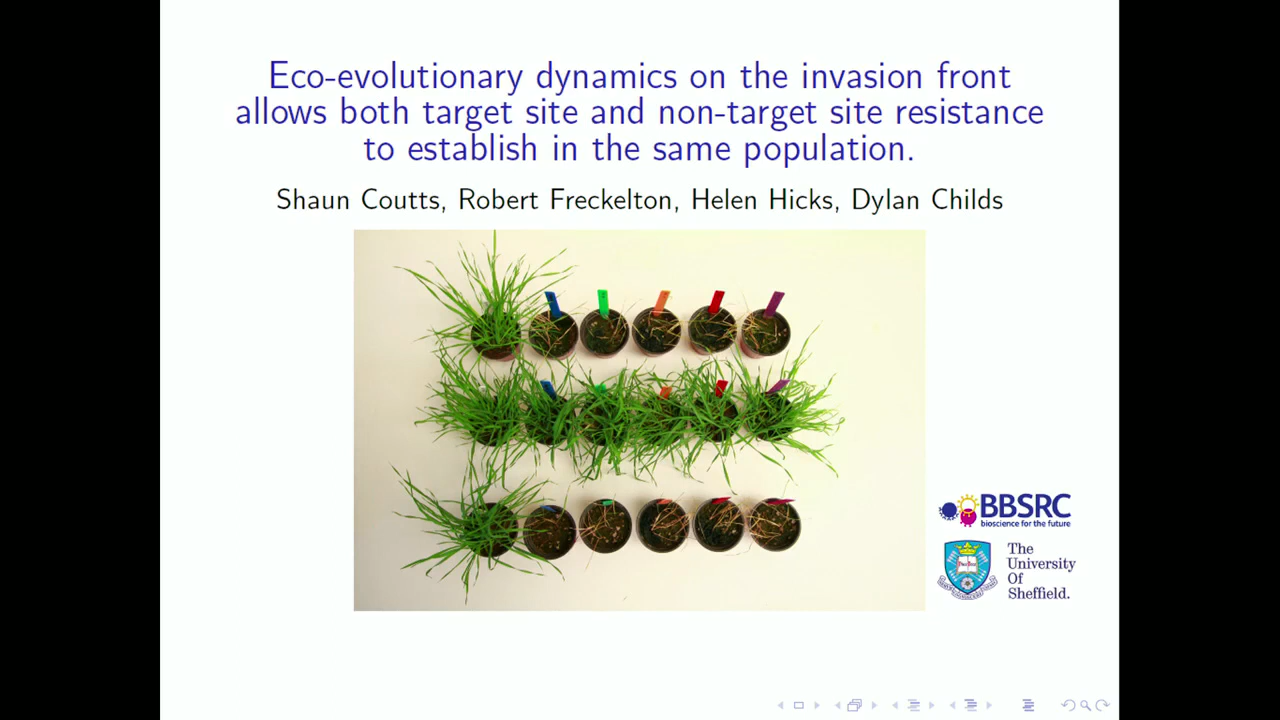 Eco-evolutionary dynamics on the invasion front
allows both target site and non-target site resistance
to establish in the same population.
Shaun Coutts, Robert Freckelton, Helen Hicks, Dylan Childs
BBSRC
bioscience for the future
The
University
Of
Sheffield.